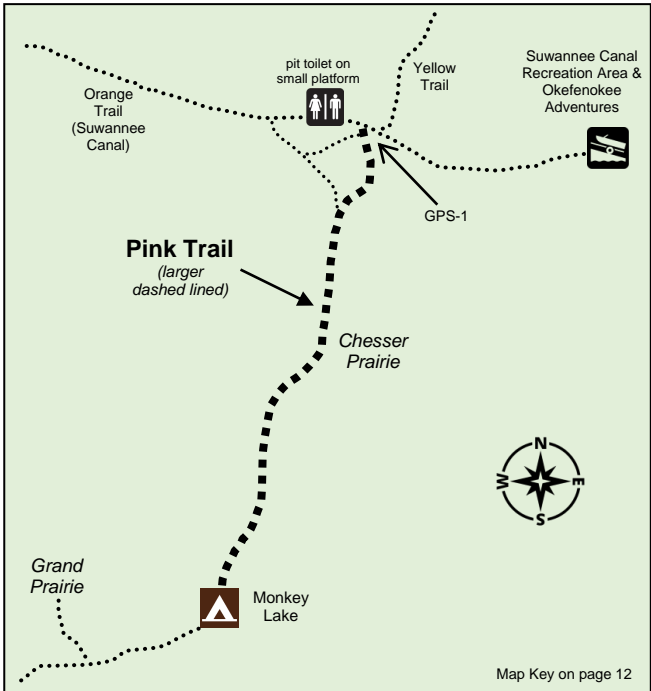 pit toilet on
small platform
Yellow
Trail
Suwannee Canal
Recreation Area &
Okefenokee
Adventures
Orange
Trail
(Suwannee
Canal)
GPS-1
Pink Trail
(larger
dashed lined)
Chesser
Prairie
N
W
E
S
Grand
Prairie
Monkey
Lake
Map Key on page 12